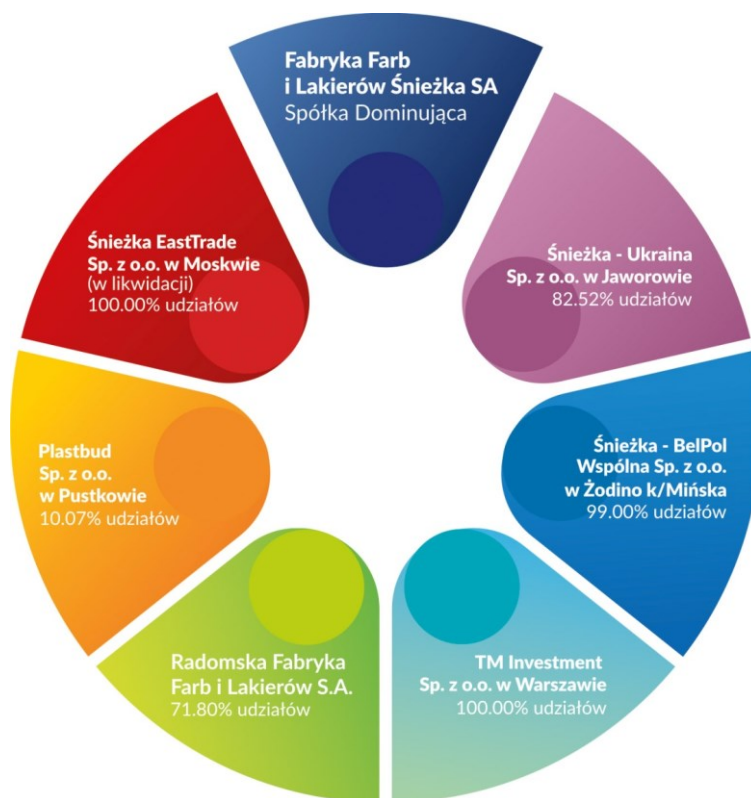 Fabryka Farb
i Lakierów Śnieżka SA
Spółka Dominująca
Śnieżka - Ukraina
Sp. z o.o. w Jaworowie
82.52% udziałów
Śnieżka - BelPol
Wspólna Sp. z o.o.
w Żodino k/Mińska
99.00% udziałów
TM Investment
Sp. z o.o. w Warszawie
100.00% udziałów
Radomska Fabryka
Farb i Lakierów S.A.
71.80% udziałów
Plastbud
Sp. z o.o.
w Pustkowie
10.07% udziałów
Śnieżka EastTrade
Sp. z o.o. w Moskwie
(w likwidacji)
100.00% udziałów